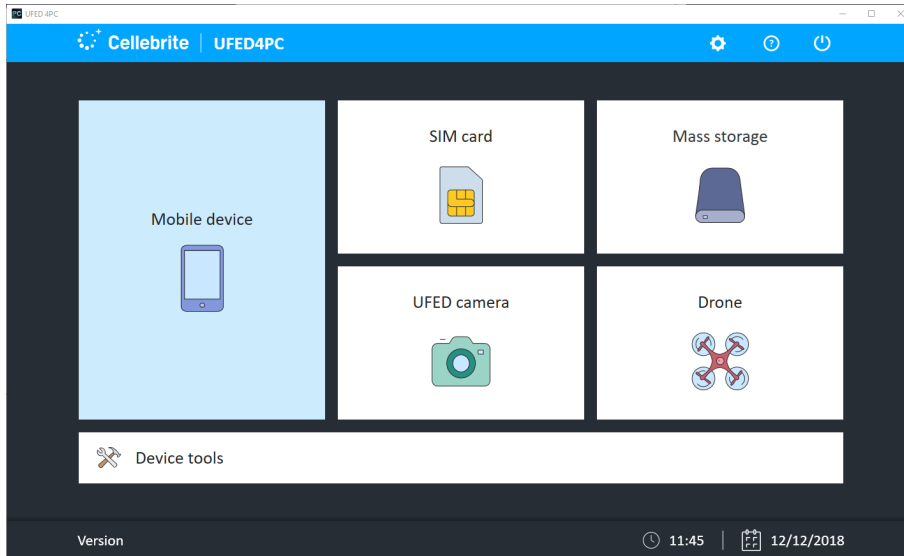 UFED 4PC
Cellebrite | UFED4PC
Mobile device
SIM card
Mass storage
UFED camera
Drone
Device tools
Version
11:45 | 12/12/2018